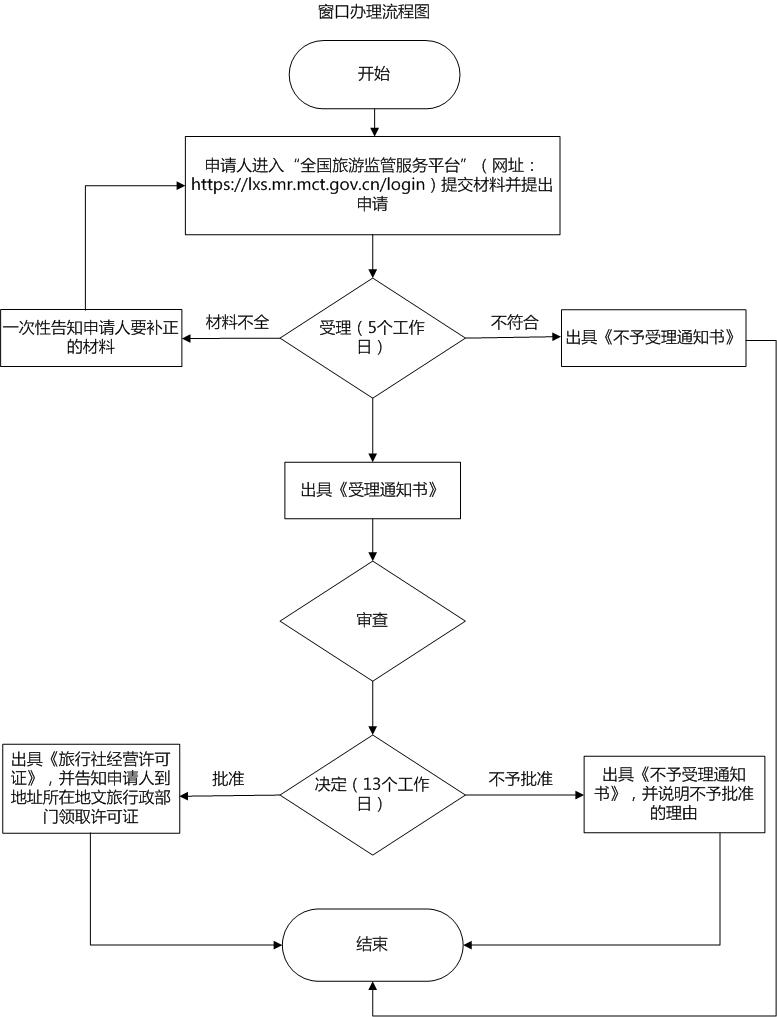 窗口办理流程图
开始
申请人进入“全国旅游监管服务平台”（网址：
https://lxs.mr.mct.gov.cn/login）提交材料并提出
申请
一次性告知申请人要补正
的材料
材料不全
受理（5个工作
日）
不符合
出具《不予受理通知书》
出具《受理通知书》
审查
出具《旅行社经营许可
证》，并告知申请人到
地址所在地文旅行政部
门领取许可证
批准
决定（13个工作
日）
不予批准
出具《不予受理通知
书》，并说明不予批准
的理由
结束